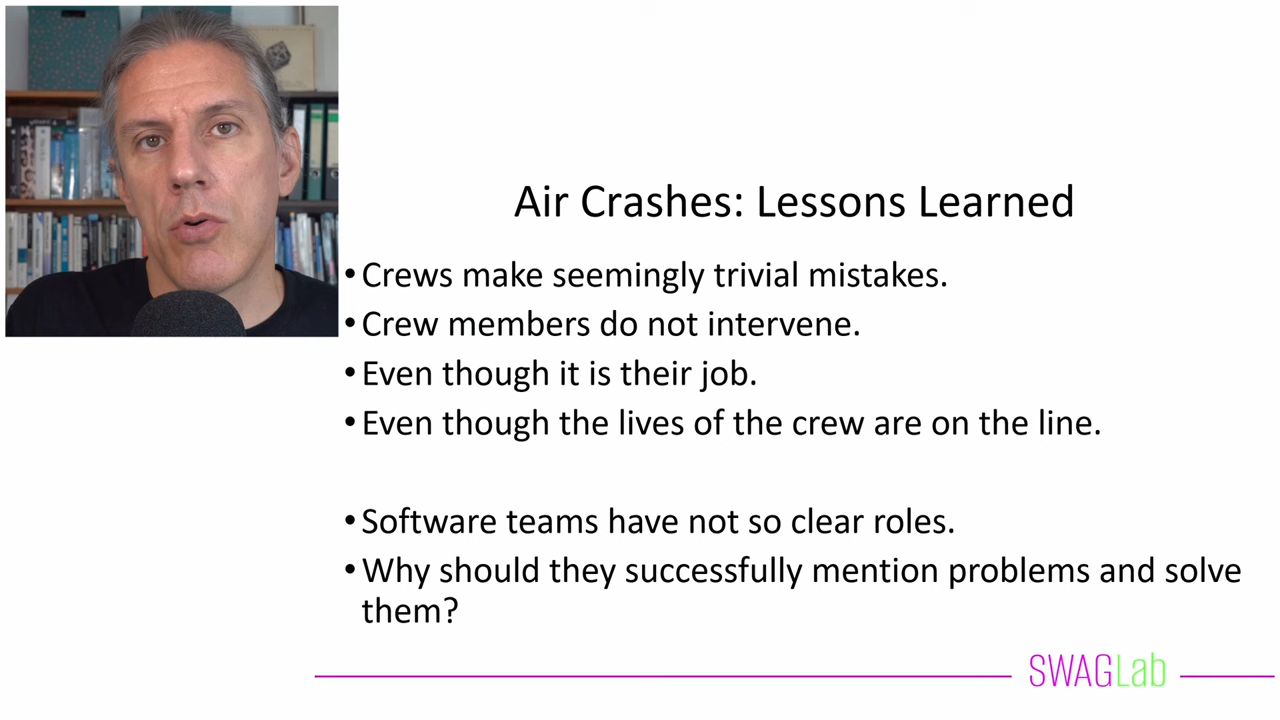 Air Crashes: Lessons Learned
•Crews make seemingly trivial mistakes.
•Crew members do not intervene.
•Even though it is their job.
•Even though the lives of the crew are on the line.
•Software teams have not so clear roles.
•Why should they successfully mention problems and solve
them?
SWAGLab